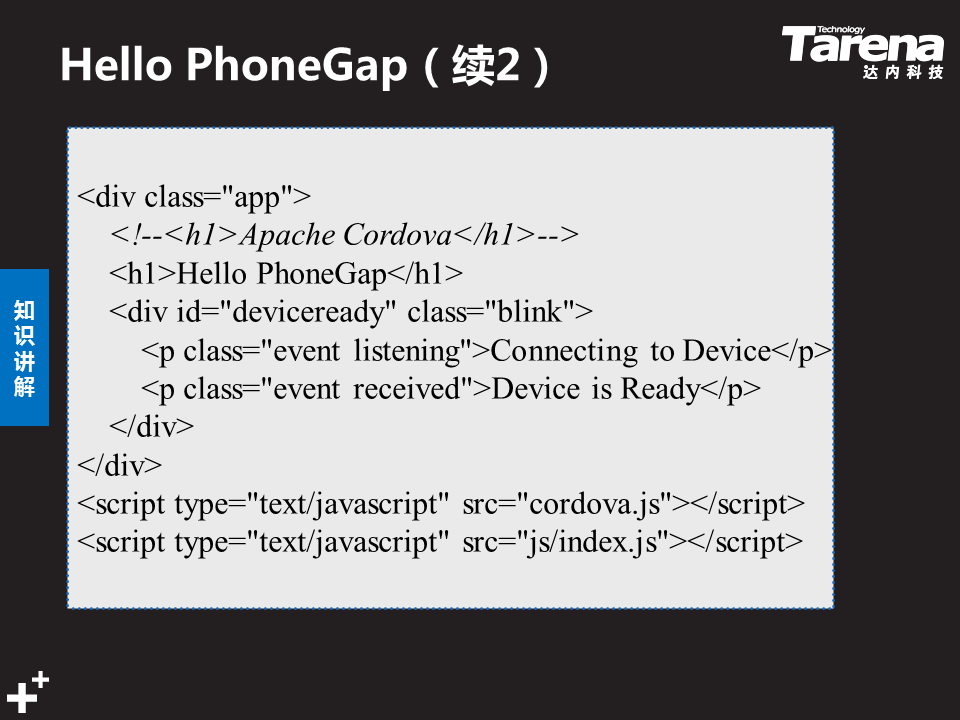 Hello PhoneGap（续2）
Technology
Tarena
达内科技
知识讲解
<div class="app">
<!--<h1>Apache Cordova</h1>-->
<h1>Hello PhoneGap</h1>
<div id="deviceready" class="blink">
<p class="event listening">Connecting to Device</p>
<p class="event received">Device is Ready</p>
</div>
</div>
<script type="text/javascript" src="cordova.js"></script>
<script type="text/javascript" src="js/index.js"></script>